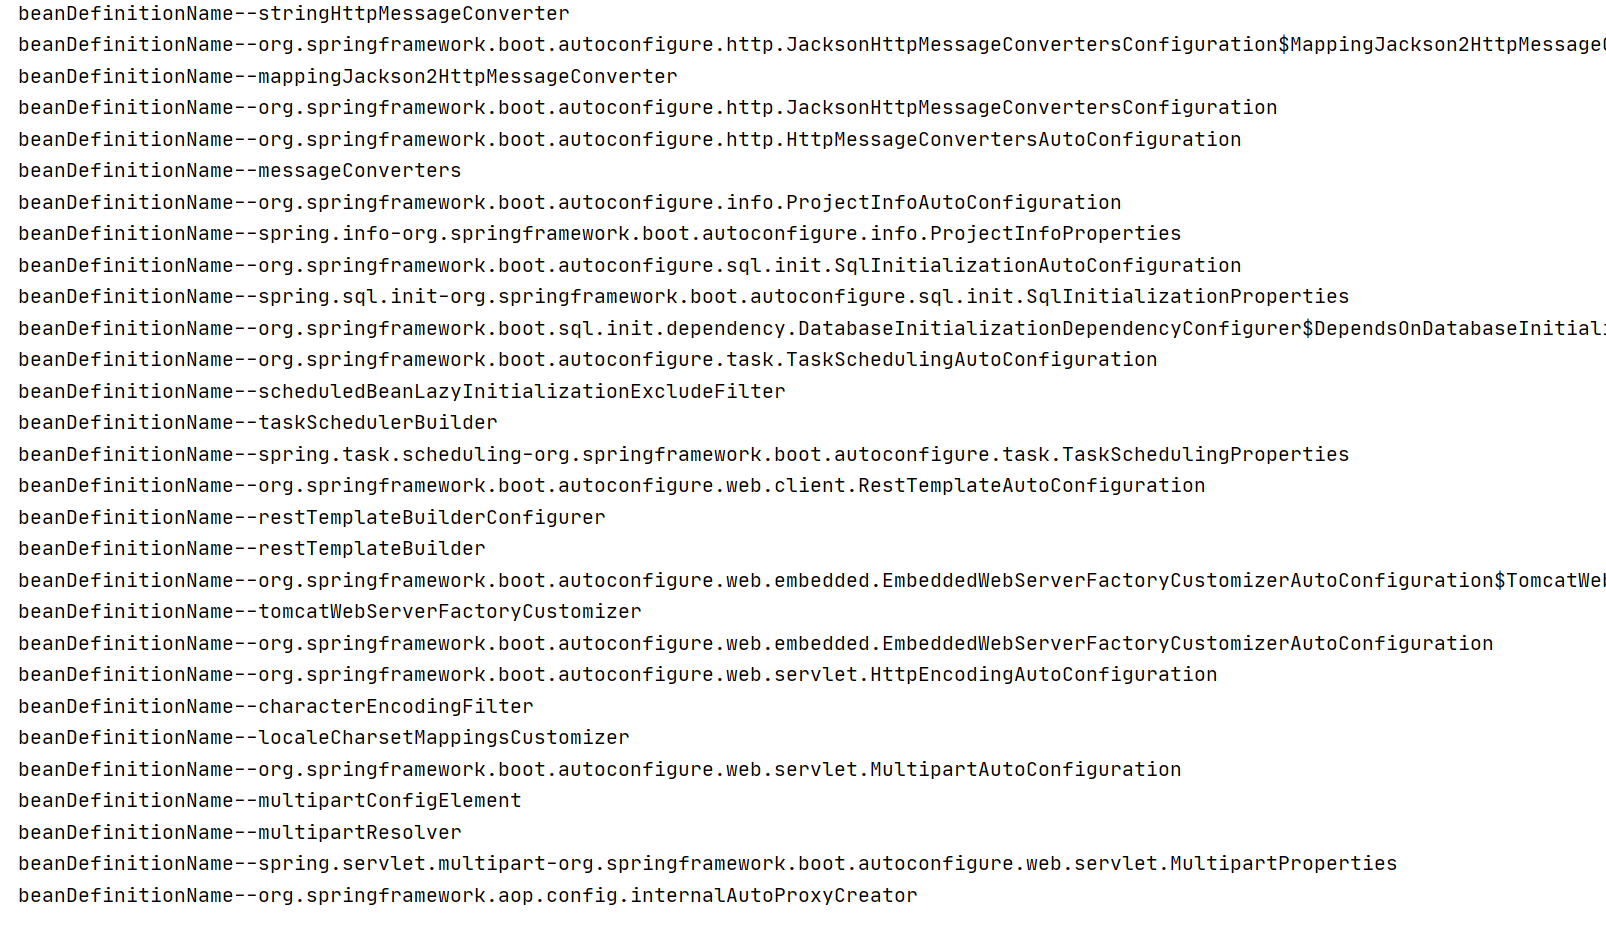 beanDefinitionName--stringHttpMessageConverter
beanDefinitionName--org.springframework.boot.autoconfigure.http.JacksonHttpMessageConvertersConfiguration$MappingJackson2HttpMessageC
beanDefinitionName--mappingJackson2HttpMessageConverter
beanDefinitionName--org.springframework.boot.autoconfigure.http.JacksonHttpMessageConvertersConfiguration
beanDefinitionName--org.springframework.boot.autoconfigure.http.HttpMessageConvertersAutoConfiguration
beanDefinitionName--messageConverters
beanDefinitionName--org.springframework.boot.autoconfigure.info.ProjectInfoAutoConfiguration
beanDefinitionName--spring.info-org.springframework.boot.autoconfigure.info.ProjectInfoProperties
beanDefinitionName--org.springframework.boot.autoconfigure.sql.init.SqlInitializationAutoConfiguration
beanDefinitionName--spring.sql.init-org.springframework.boot.autoconfigure.sql.init.SqlInitializationProperties
beanDefinitionName--org.springframework.boot.sql.init.dependency.DatabaseInitializationDependencyConfigurer$DependsOnDatabaseInitiali
beanDefinitionName--org.springframework.boot.autoconfigure.task.TaskSchedulingAutoConfiguration
beanDefinitionName--scheduledBeanLazyInitializationExcludeFilter
beanDefinitionName--taskSchedulerBuilder
beanDefinitionName--spring.task.scheduling-org.springframework.boot.autoconfigure.task.TaskSchedulingProperties
beanDefinitionName--org.springframework.boot.autoconfigure.web.client.RestTemplateAutoConfiguration
beanDefinitionName--restTemplateBuilderConfigurer
beanDefinitionName--restTemplateBuilder
beanDefinitionName--org.springframework.boot.autoconfigure.web.embedded.EmbeddedWebServerFactoryCustomizerAutoConfiguration$TomcatWeb
beanDefinitionName--tomcatWebServerFactoryCustomizer
beanDefinitionName--org.springframework.boot.autoconfigure.web.embedded.EmbeddedWebServerFactoryCustomizerAutoConfiguration
beanDefinitionName--org.springframework.boot.autoconfigure.web.servlet.HttpEncodingAutoConfiguration
beanDefinitionName--characterEncodingFilter
beanDefinitionName--localeCharsetMappingsCustomizer
beanDefinitionName--org.springframework.boot.autoconfigure.web.servlet.MultipartAutoConfiguration
beanDefinitionName--multipartConfigElement
beanDefinitionName--multipartResolver
beanDefinitionName--spring.servlet.multipart-org.springframework.boot.autoconfigure.web.servlet.MultipartProperties
beanDefinitionName--org.springframework.aop.config.internalAutoProxyCreator